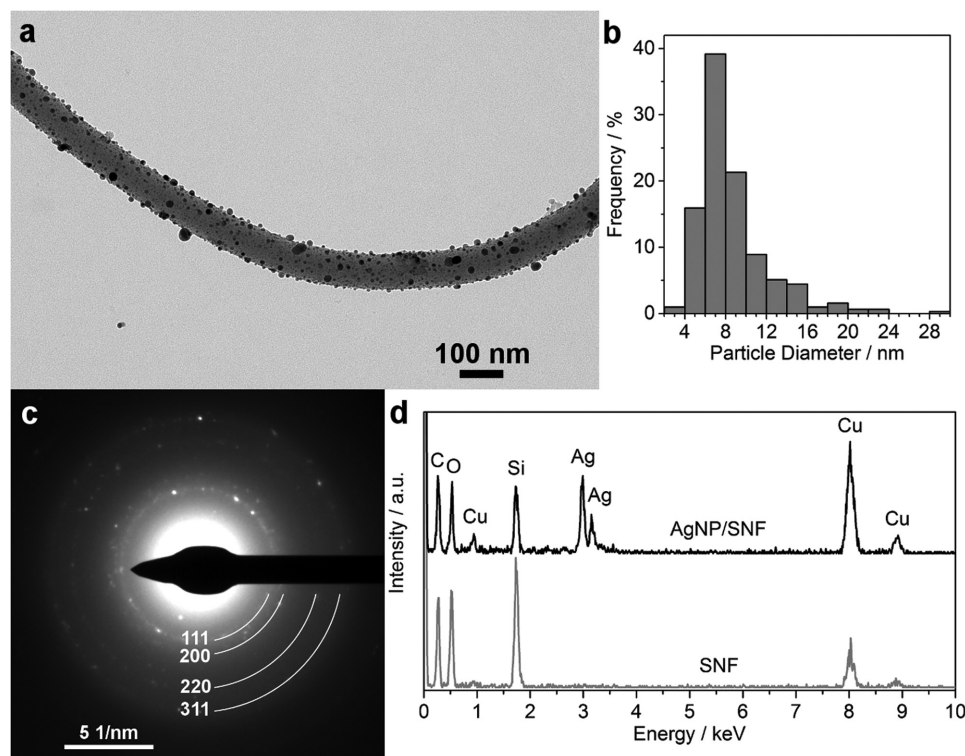 a
100 nm
b
Frequency / %
40
30
20
10
0
4 8 12 16 20 24 28
Particle Diameter / nm
c
111
200
220
311
5 1/nm
d
Intensity / a.u.
C O Cu Si Ag Ag Cu Cu
AgNP/SNF
SNF
0 1 2 3 4 5 6 7 8 9 10
Energy / keV